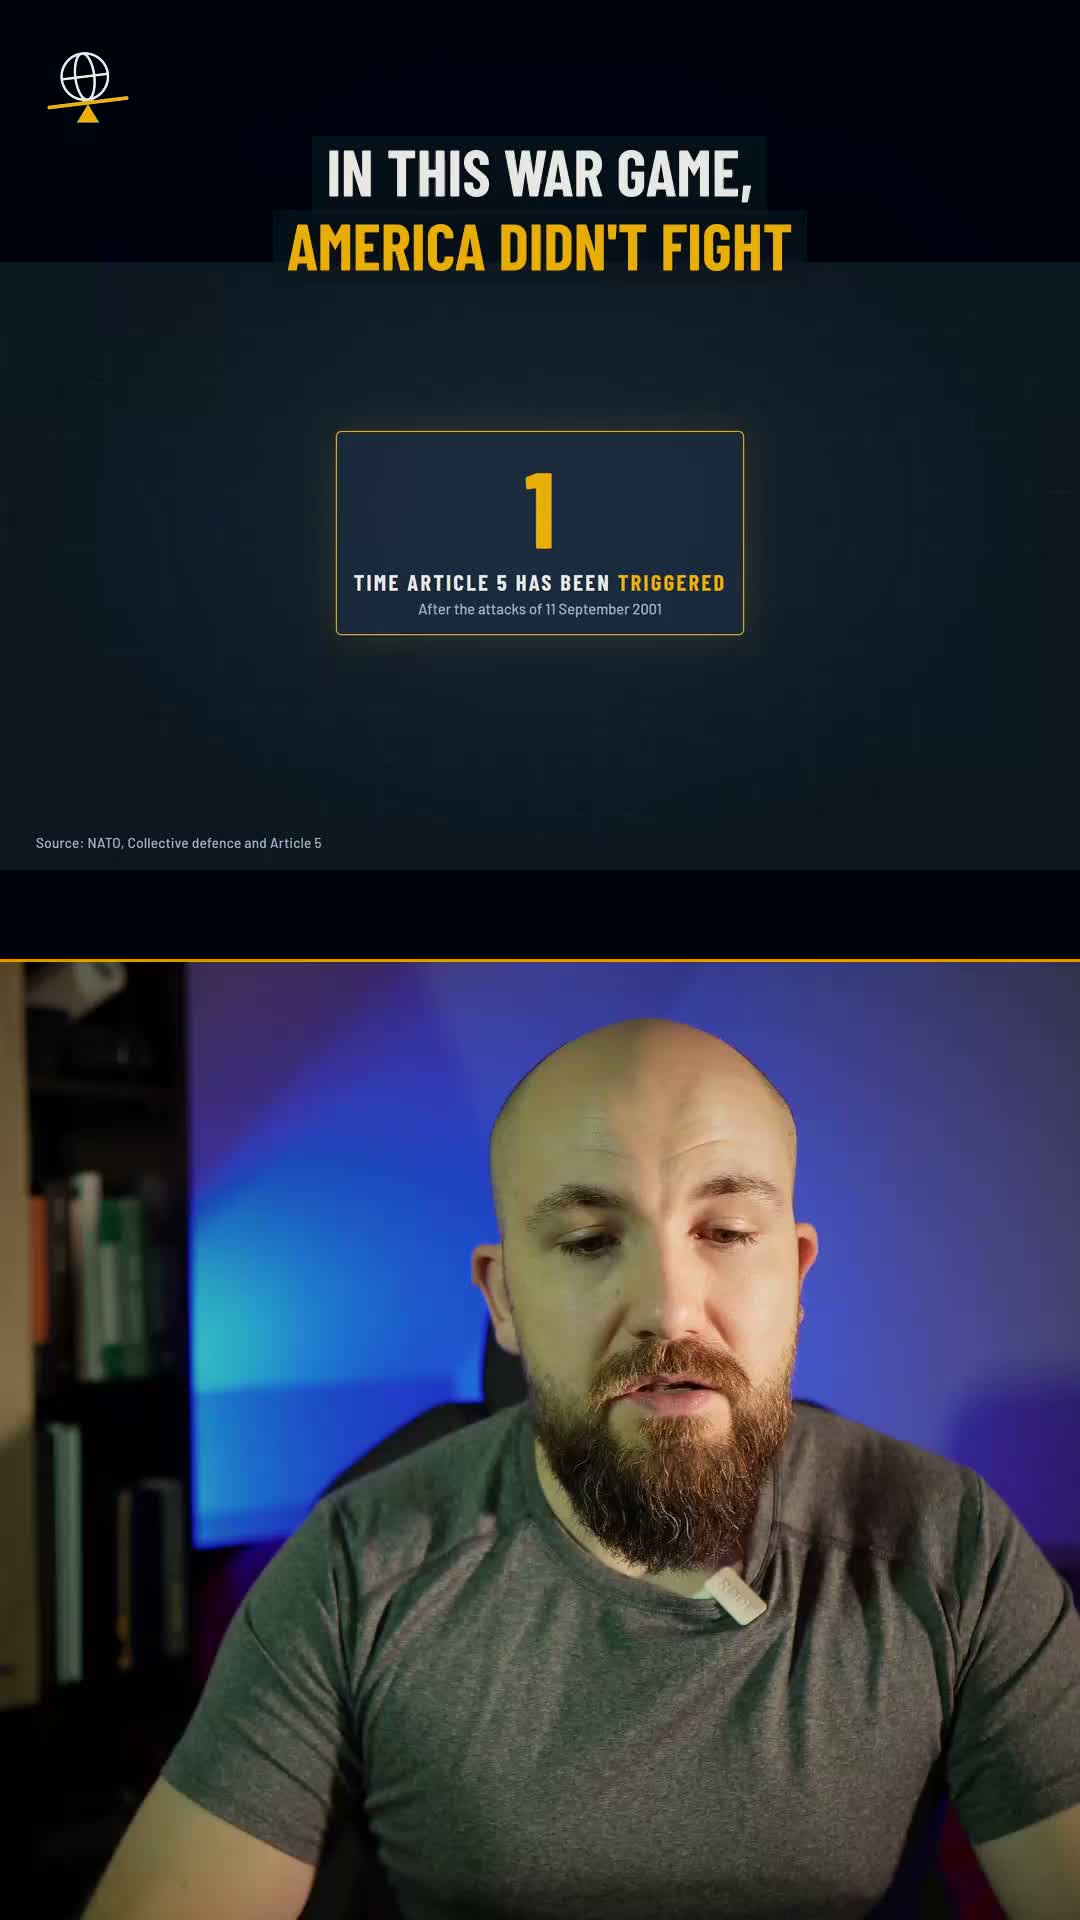 IN THIS WAR GAME,
AMERICA DIDN'T FIGHT
1
TIME ARTICLE 5 HAS BEEN TRIGGERED
After the attacks of 11 September 2001
Source: NATO, Collective defence and Article 5